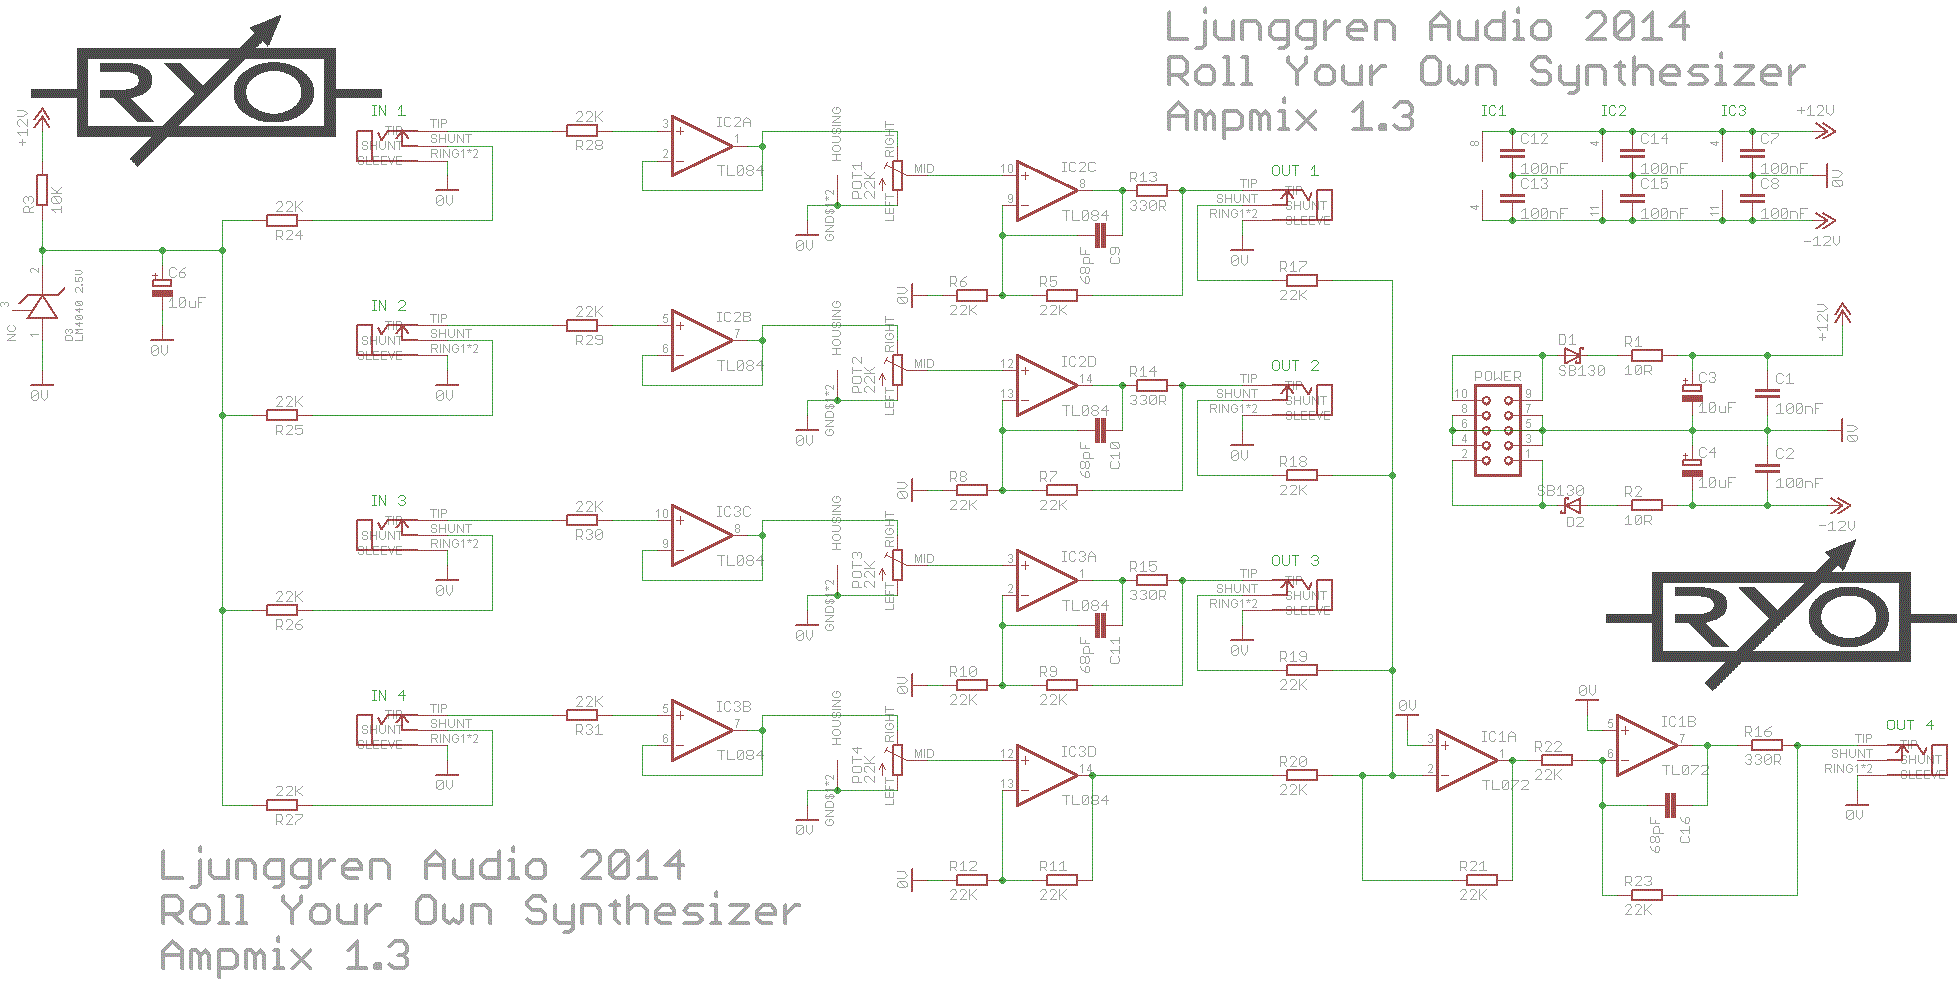 Ljunggren Audio 2014
Roll Your Own Synthesizer
Ampmix 1.3
RYO
+12V
R3
10K
2
3
NC
1
D3
LM4040 2.5V
0V
C6
10uF
0V
IN 1
TIP
SHUNT
RING1*2
TIP
SHUNT
SLEEVE
0V
22K
R24
22K
R28
3
2
1
IC2A
TL084
HOUSING
POT1
22K
RIGHT
MID
LEFT
GND$1*2
0V
10
9
8
IC2C
TL084
R13
330R
68pF
C9
0V
R6
22K
R5
22K
OUT 1
TIP
SHUNT
RING1*2
TIP
SHUNT
SLEEVE
0V
R17
22K
IN 2
TIP
SHUNT
RING1*2
TIP
SHUNT
SLEEVE
0V
22K
R25
22K
R29
5
6
7
IC2B
TL084
HOUSING
POT2
22K
RIGHT
MID
LEFT
GND$1*2
0V
12
13
14
IC2D
TL084
R14
330R
68pF
C10
0V
R8
22K
R7
22K
OUT 2
TIP
SHUNT
RING1*2
TIP
SHUNT
SLEEVE
0V
R18
22K
IN 3
TIP
SHUNT
RING1*2
TIP
SHUNT
SLEEVE
0V
22K
R26
22K
R30
10
9
8
IC3C
TL084
HOUSING
POT3
22K
RIGHT
MID
LEFT
GND$1*2
0V
3
2
1
IC3A
TL084
R15
330R
68pF
C11
0V
R10
22K
R9
22K
OUT 3
TIP
SHUNT
RING1*2
TIP
SHUNT
SLEEVE
0V
R19
22K
IN 4
TIP
SHUNT
RING1*2
TIP
SHUNT
SLEEVE
0V
22K
R27
22K
R31
5
6
7
IC3B
TL084
HOUSING
POT4
22K
RIGHT
MID
LEFT
GND$1*2
0V
12
13
14
IC3D
TL084
0V
R12
22K
R11
22K
R20
22K
0V
3
2
1
IC1A
TL072
R21
22K
R22
22K
0V
5
6
7
IC1B
TL072
68pF
C16
R23
22K
R16
330R
OUT 4
TIP
SHUNT
RING1*2
TIP
SHUNT
SLEEVE
0V
IC1
IC2
IC3
+12V
8
C12
100nF
4
C14
100nF
4
C7
100nF
0V
4
C13
100nF
11
C15
100nF
11
C8
100nF
-12V
POWER
10
8
6
4
2
9
7
5
3
1
D1
SB130
R1
10R
C3
10uF
C1
100nF
+12V
0V
C4
10uF
C2
100nF
SB130
D2
R2
10R
-12V
RYO
Ljunggren Audio 2014
Roll Your Own Synthesizer
Ampmix 1.3